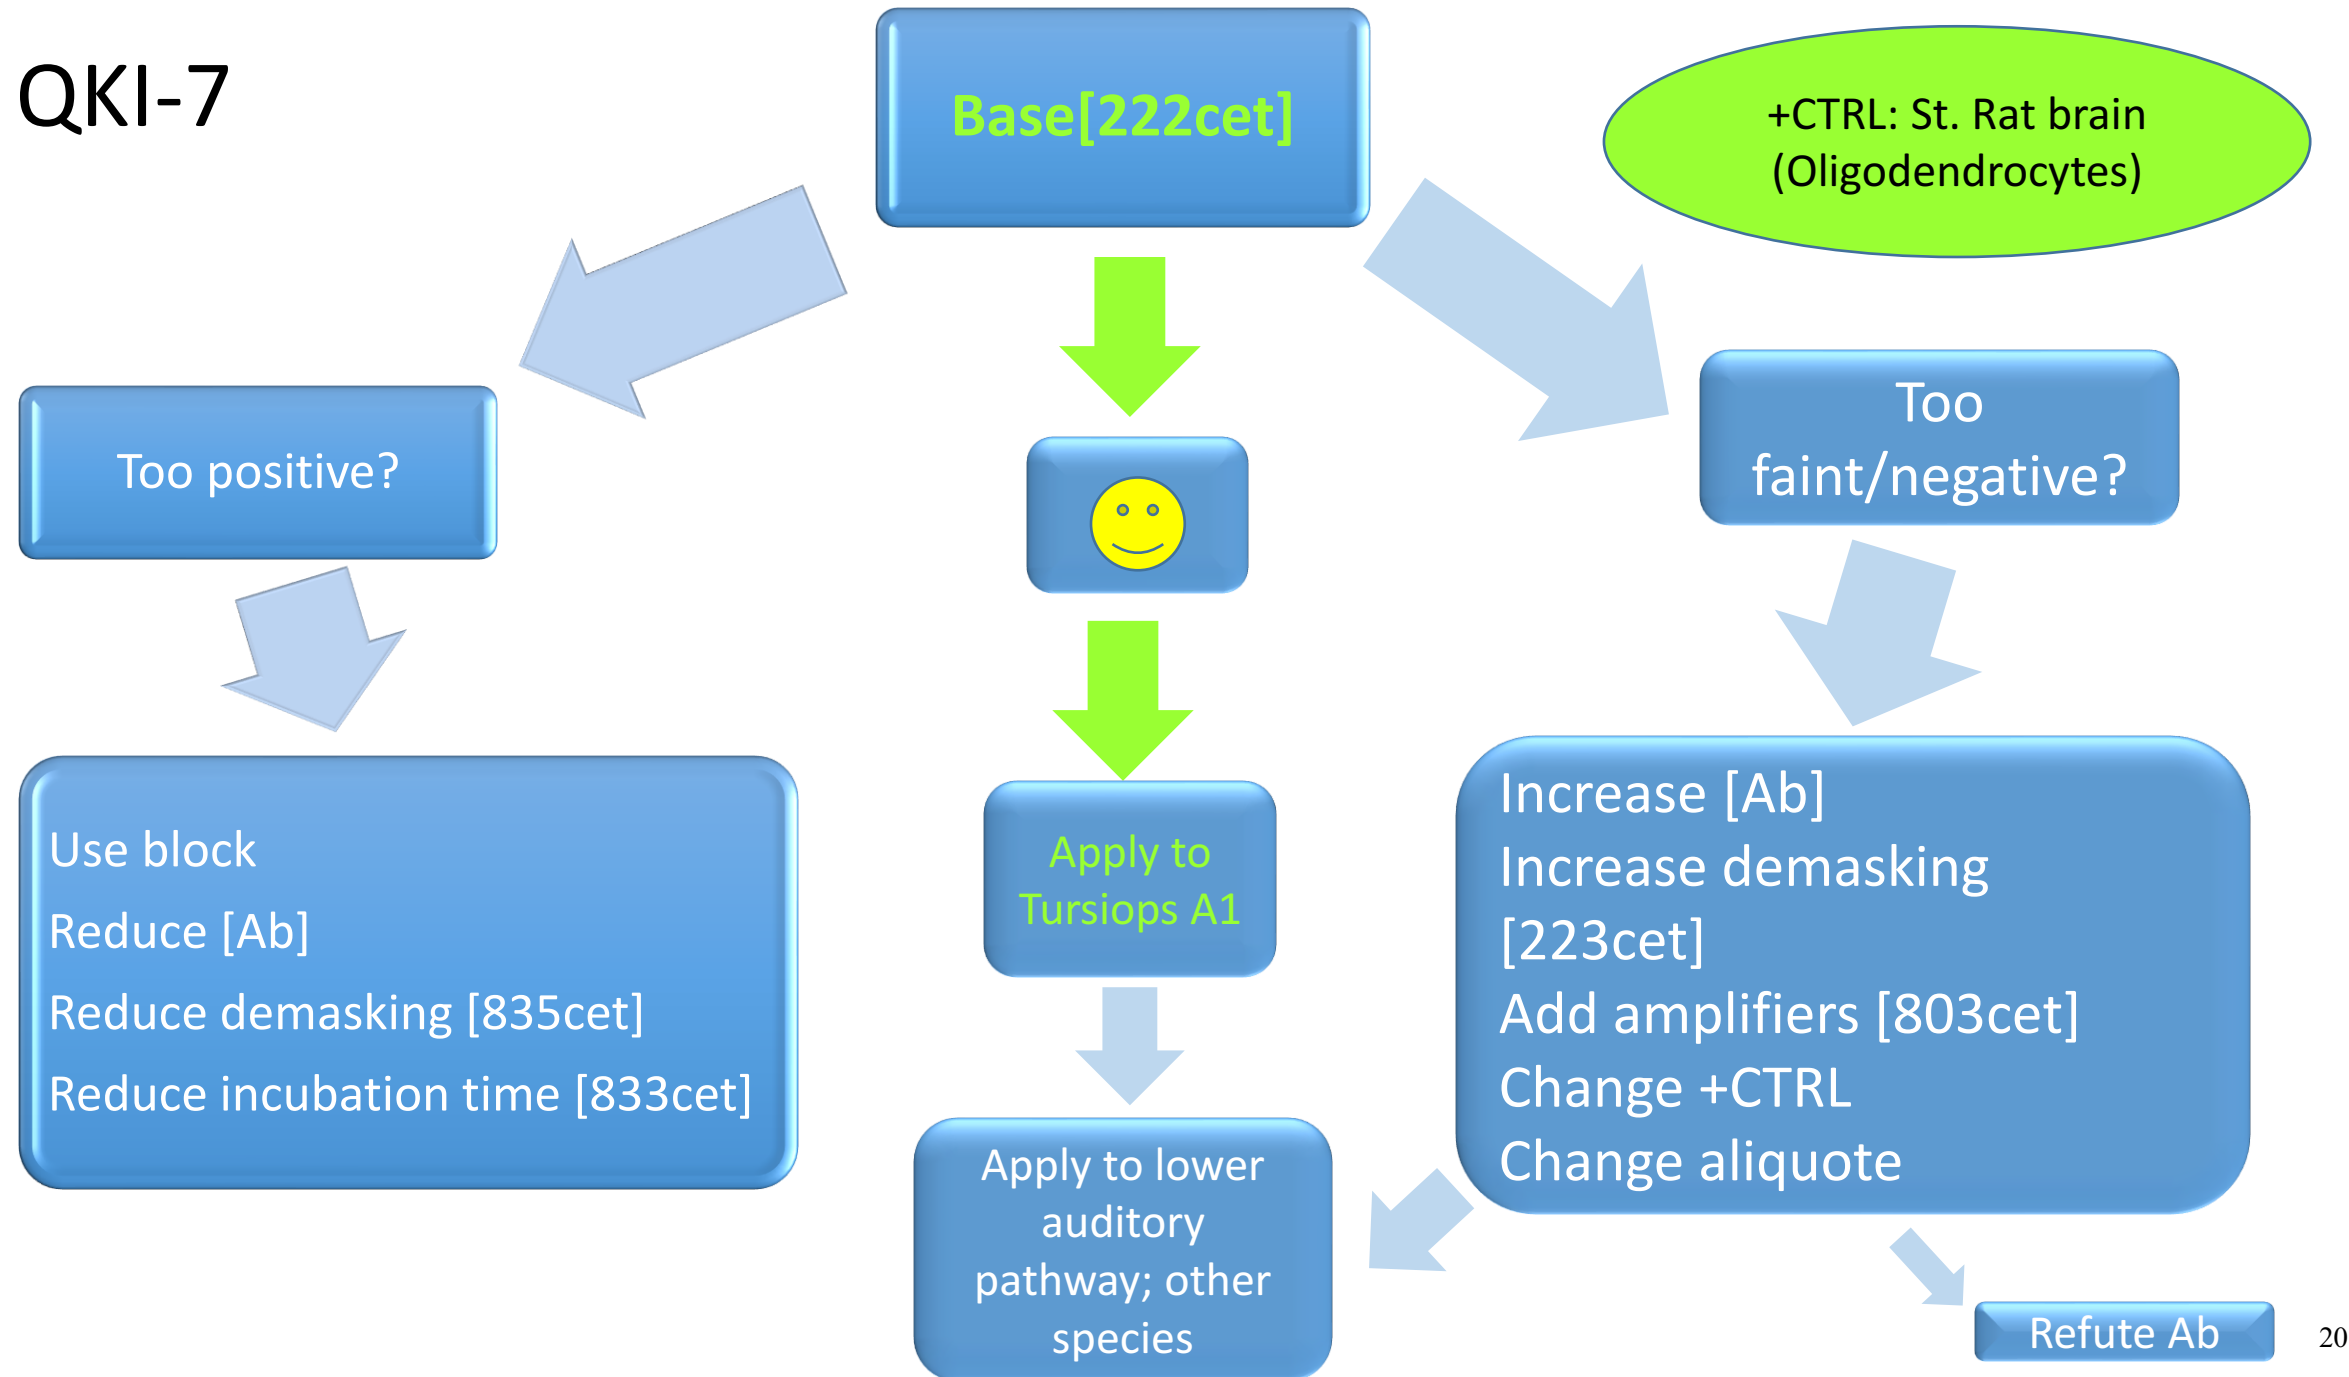 QKI-7
Base[222cet]
+CTRL: St. Rat brain
(Oligodendrocytes)
Too positive?
Too
faint/negative?
Use block
Reduce [Ab]
Reduce demasking [835cet]
Reduce incubation time [833cet]
Apply to
Tursiops A1
Increase [Ab]
Increase demasking
[223cet]
Add amplifiers [803cet]
Change +CTRL
Change aliquote
Apply to lower
auditory
pathway; other
species
Refute Ab
20